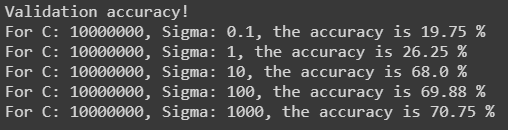 Validation accuracy!
For C: 10000000, Sigma: 0.1, the accuracy is 19.75 %
For C: 10000000, Sigma: 1, the accuracy is 26.25 %
For C: 10000000, Sigma: 10, the accuracy is 68.0 %
For C: 10000000, Sigma: 100, the accuracy is 69.88 %
For C: 10000000, Sigma: 1000, the accuracy is 70.75 %